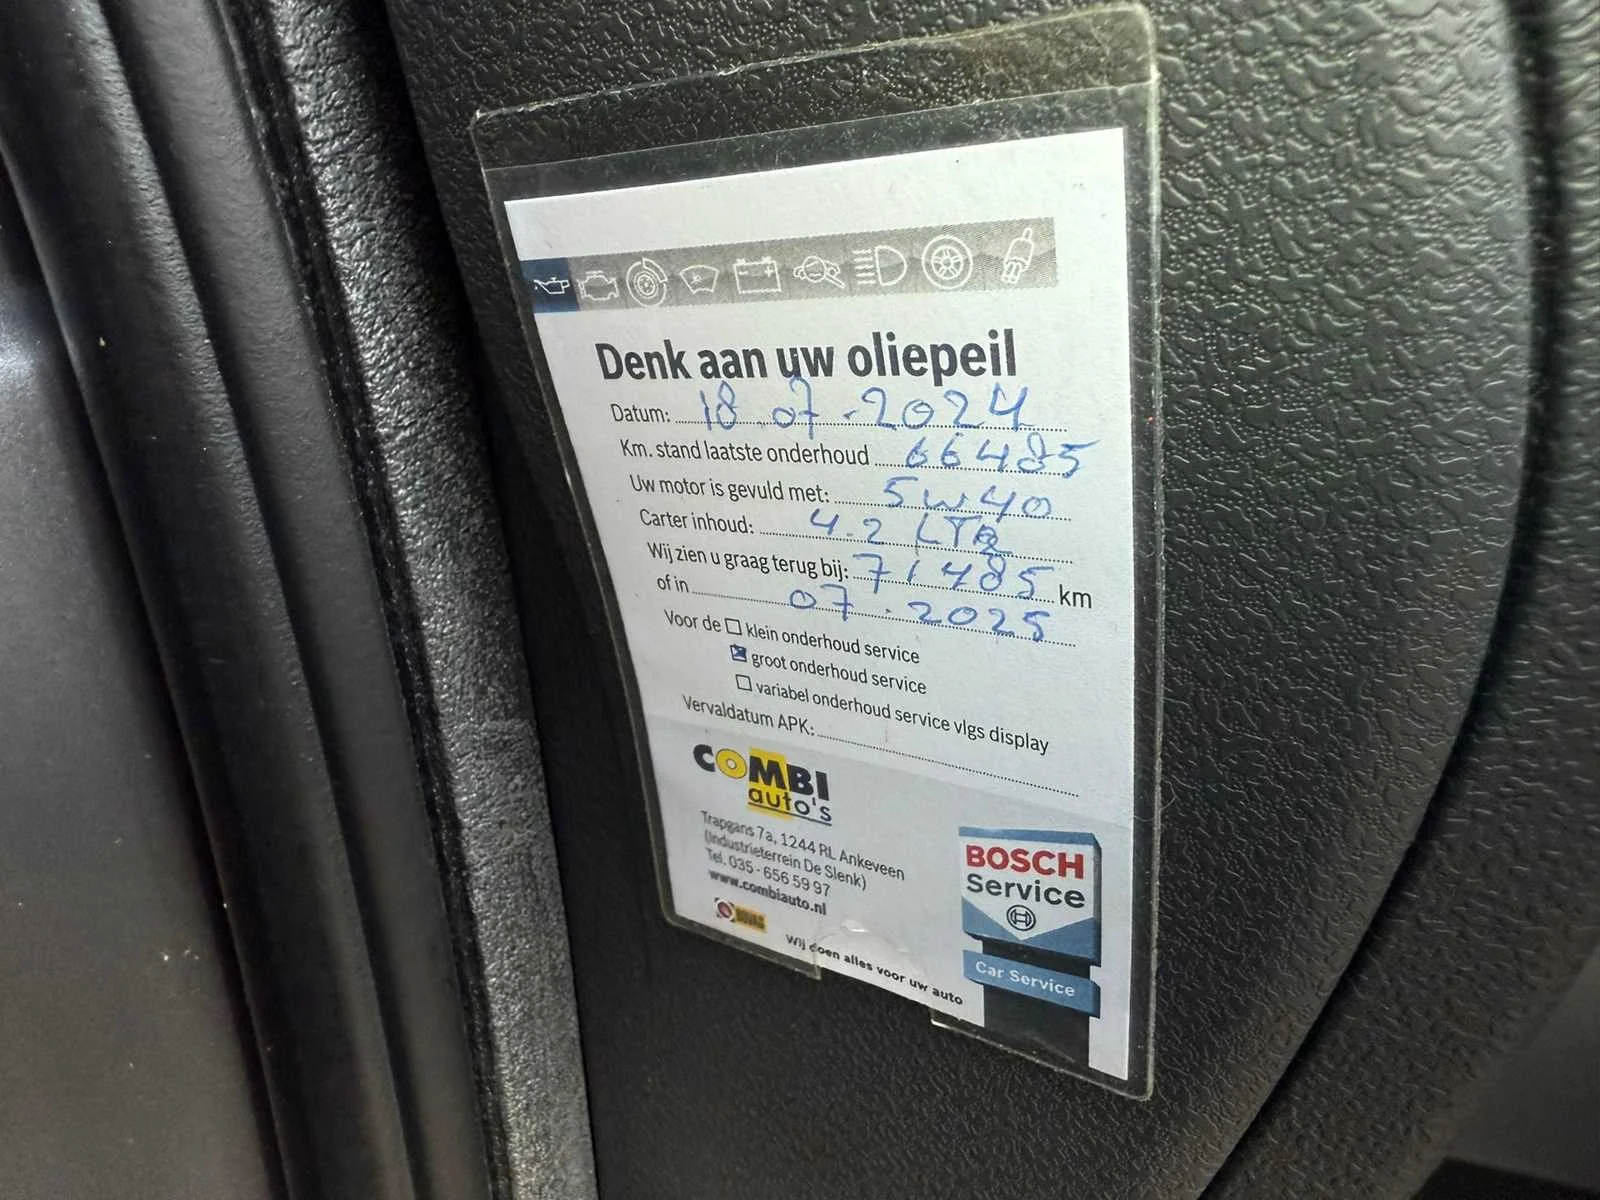 Denk aan uw oliepeil
Datum: 18.07.2024
Km. stand laatste onderhoud 66485
Uw motor is gevuld met: 5w40
Carter inhoud: 4.2 LTR
Wij zien u graag terug bij: 71485 km
of in 07.2025
Voor de klein onderhoud service
groot onderhoud service
variabel onderhoud service vlgs display
Vervaldatum APK:
COMBI
auto's
Trapgans 7a, 1244 RL Ankeveen
(Industrieterrein De Slenk)
Tel. 035 - 656 59 97
www.combiauto.nl
BOVAG
Wij doen alles voor uw auto
BOSCH
Service
Car Service